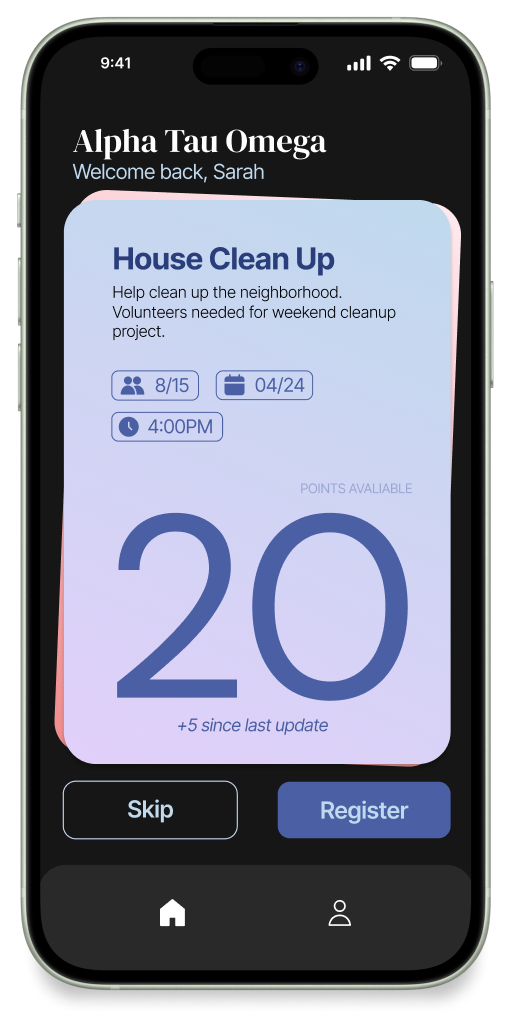 9:41
Alpha Tau Omega
Welcome back, Sarah
House Clean Up
Help clean up the neighborhood.
Volunteers needed for weekend cleanup
project.
8/15 04/24
4:00PM
POINTS AVALIABLE
20
+5 since last update
Skip Register